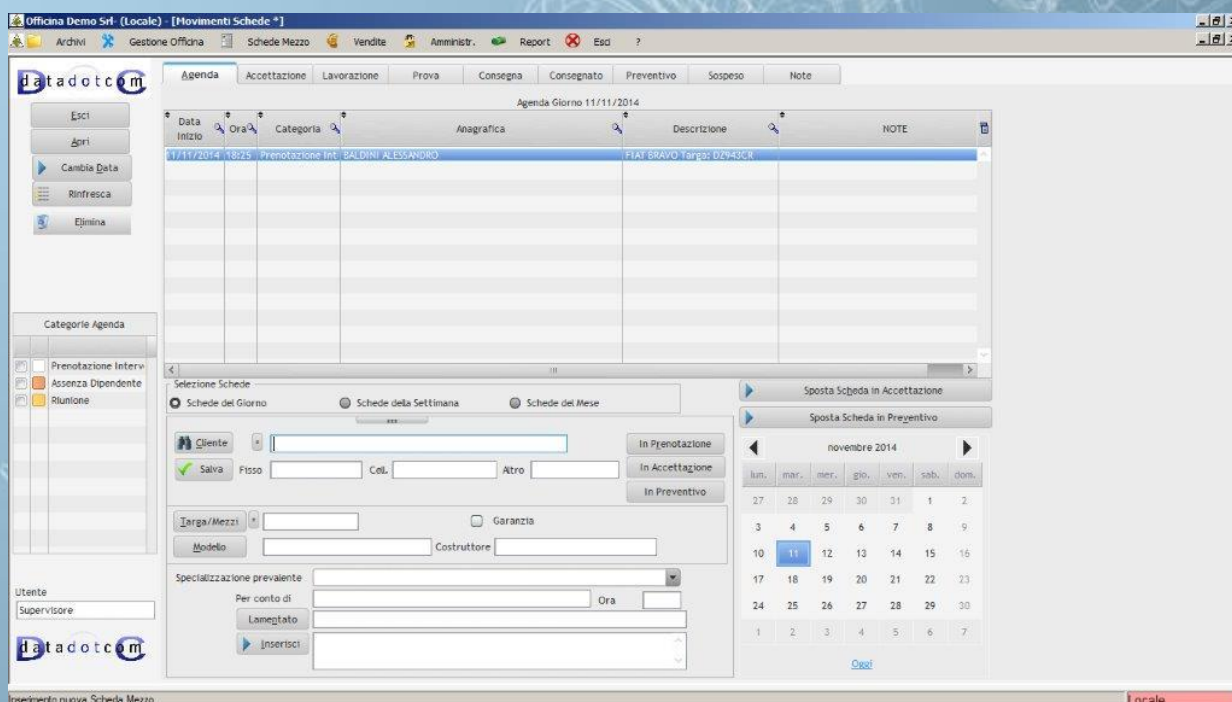 Officina Demo Srl- (Locale) - [Movimenti Schede *]
Archivi Gestione Officina Schede Mezzo Vendite Amministr. Report Esci ?
datadotcom
Agenda Accettazione Lavorazione Prova Consegna Consegnato Preventivo Sospeso Note
Esci
Apri
Cambia Data
Rinfresca
Elimina
Agenda Giorno 11/11/2014
Data Inizio Ora Categoria Anagrafica Descrizione NOTE
11/11/2014 18:25 Prenotazione Int BALDINI ALESSANDRO FIAT BRAVO Targa: DZ943CR
Categorie Agenda
Prenotazione Interv
Assenza Dipendente
Riunione
Selezione Schede
Schede del Giorno Schede della Settimana Schede del Mese
Cliente * In Prenotazione
Salva Fisso Cell. Altro In Accettazione
In Preventivo
Targa/Mezzi * Garanzia
Modello Costruttore
Specializzazione prevalente
Per conto di Ora
Lamentato
Inserisci
Sposta Scheda in Accettazione
Sposta Scheda in Preventivo
novembre 2014
lun. mar. mer. gio. ven. sab. dom.
27 28 29 30 31 1 2
3 4 5 6 7 8 9
10 11 12 13 14 15 16
17 18 19 20 21 22 23
24 25 26 27 28 29 30
1 2 3 4 5 6 7
Oggi
Utente
Supervisore
datadotcom
Inserimento nuova Scheda Mezzo Locale